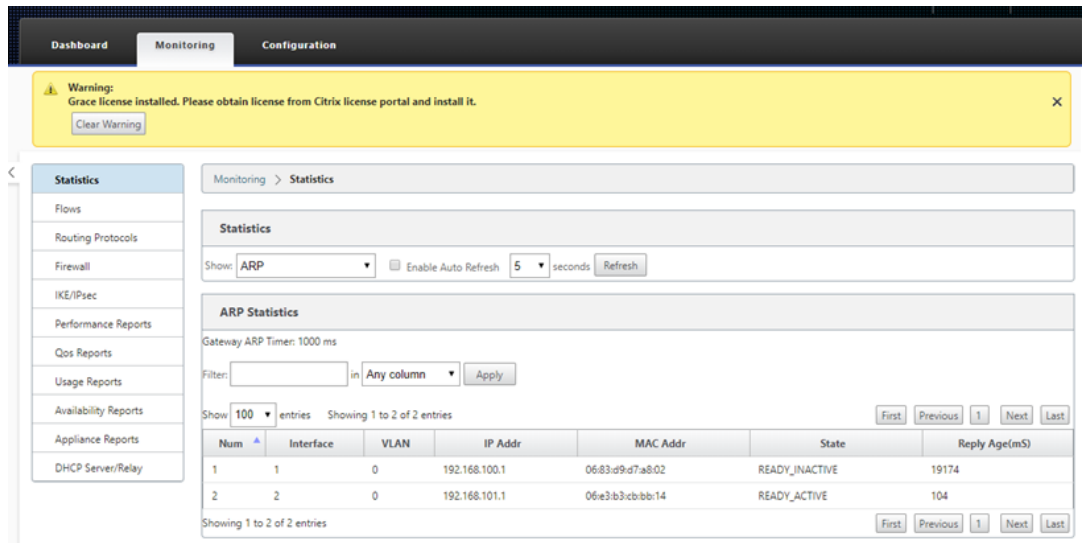 Dashboard Monitoring Configuration
Warning:
Grace license installed. Please obtain license from Citrix license portal and install it.
Clear Warning
Statistics
Flows
Routing Protocols
Firewall
IKE/IPsec
Performance Reports
Qos Reports
Usage Reports
Availability Reports
Appliance Reports
DHCP Server/Relay
Monitoring > Statistics
Statistics
Show: ARP Enable Auto Refresh 5 seconds Refresh
ARP Statistics
Gateway ARP Timer: 1000 ms
Filter: in Any column Apply
Show 100 entries Showing 1 to 2 of 2 entries First Previous 1 Next Last
Num Interface VLAN IP Addr MAC Addr State Reply Age(mS)
1 1 0 192.168.100.1 06:83:d9:d7:a8:02 READY_INACTIVE 19174
2 2 0 192.168.101.1 06:e3:b3:cb:bb:14 READY_ACTIVE 104
Showing 1 to 2 of 2 entries First Previous 1 Next Last